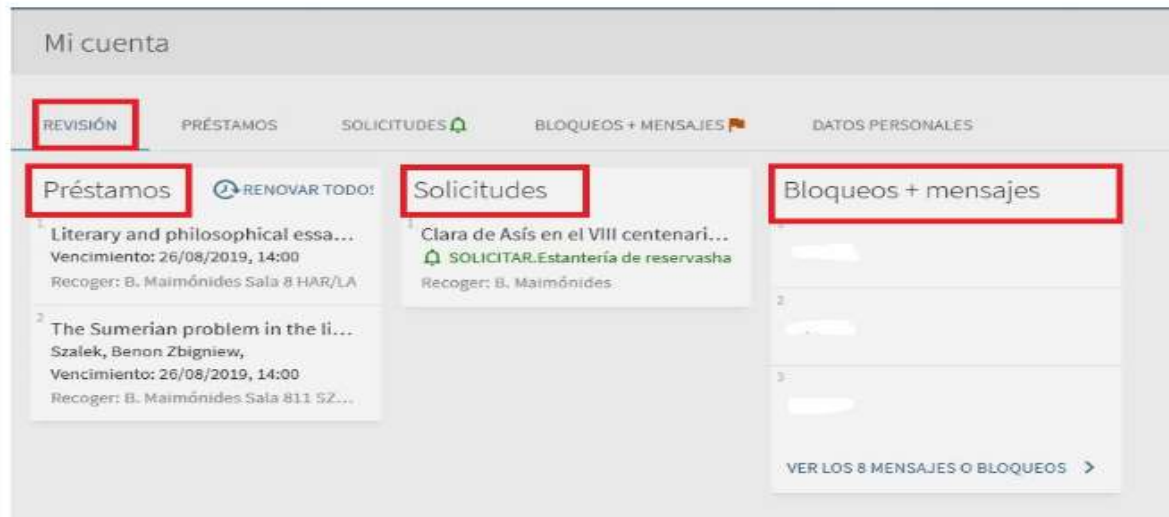 Mi cuenta
REVISIÓN PRÉSTAMOS SOLICITUDES BLOQUEOS + MENSAJES DATOS PERSONALES
Préstamos RENOVAR TODO!
1
Literary and philosophical essa...
Vencimiento: 26/08/2019, 14:00
Recoger: B. Maimónides Sala 8 HAR/LA
2
The Sumerian problem in the li...
Szalek, Benon Zbigniew,
Vencimiento: 26/08/2019, 14:00
Recoger: B. Maimónides Sala 811 SZ...
Solicitudes
1
Clara de Asís en el VIII centenari...
SOLICITAR.Estantería de reservasha
Recoger: B. Maimónides
Bloqueos + mensajes
2
3
VER LOS 8 MENSAJES O BLOQUEOS >